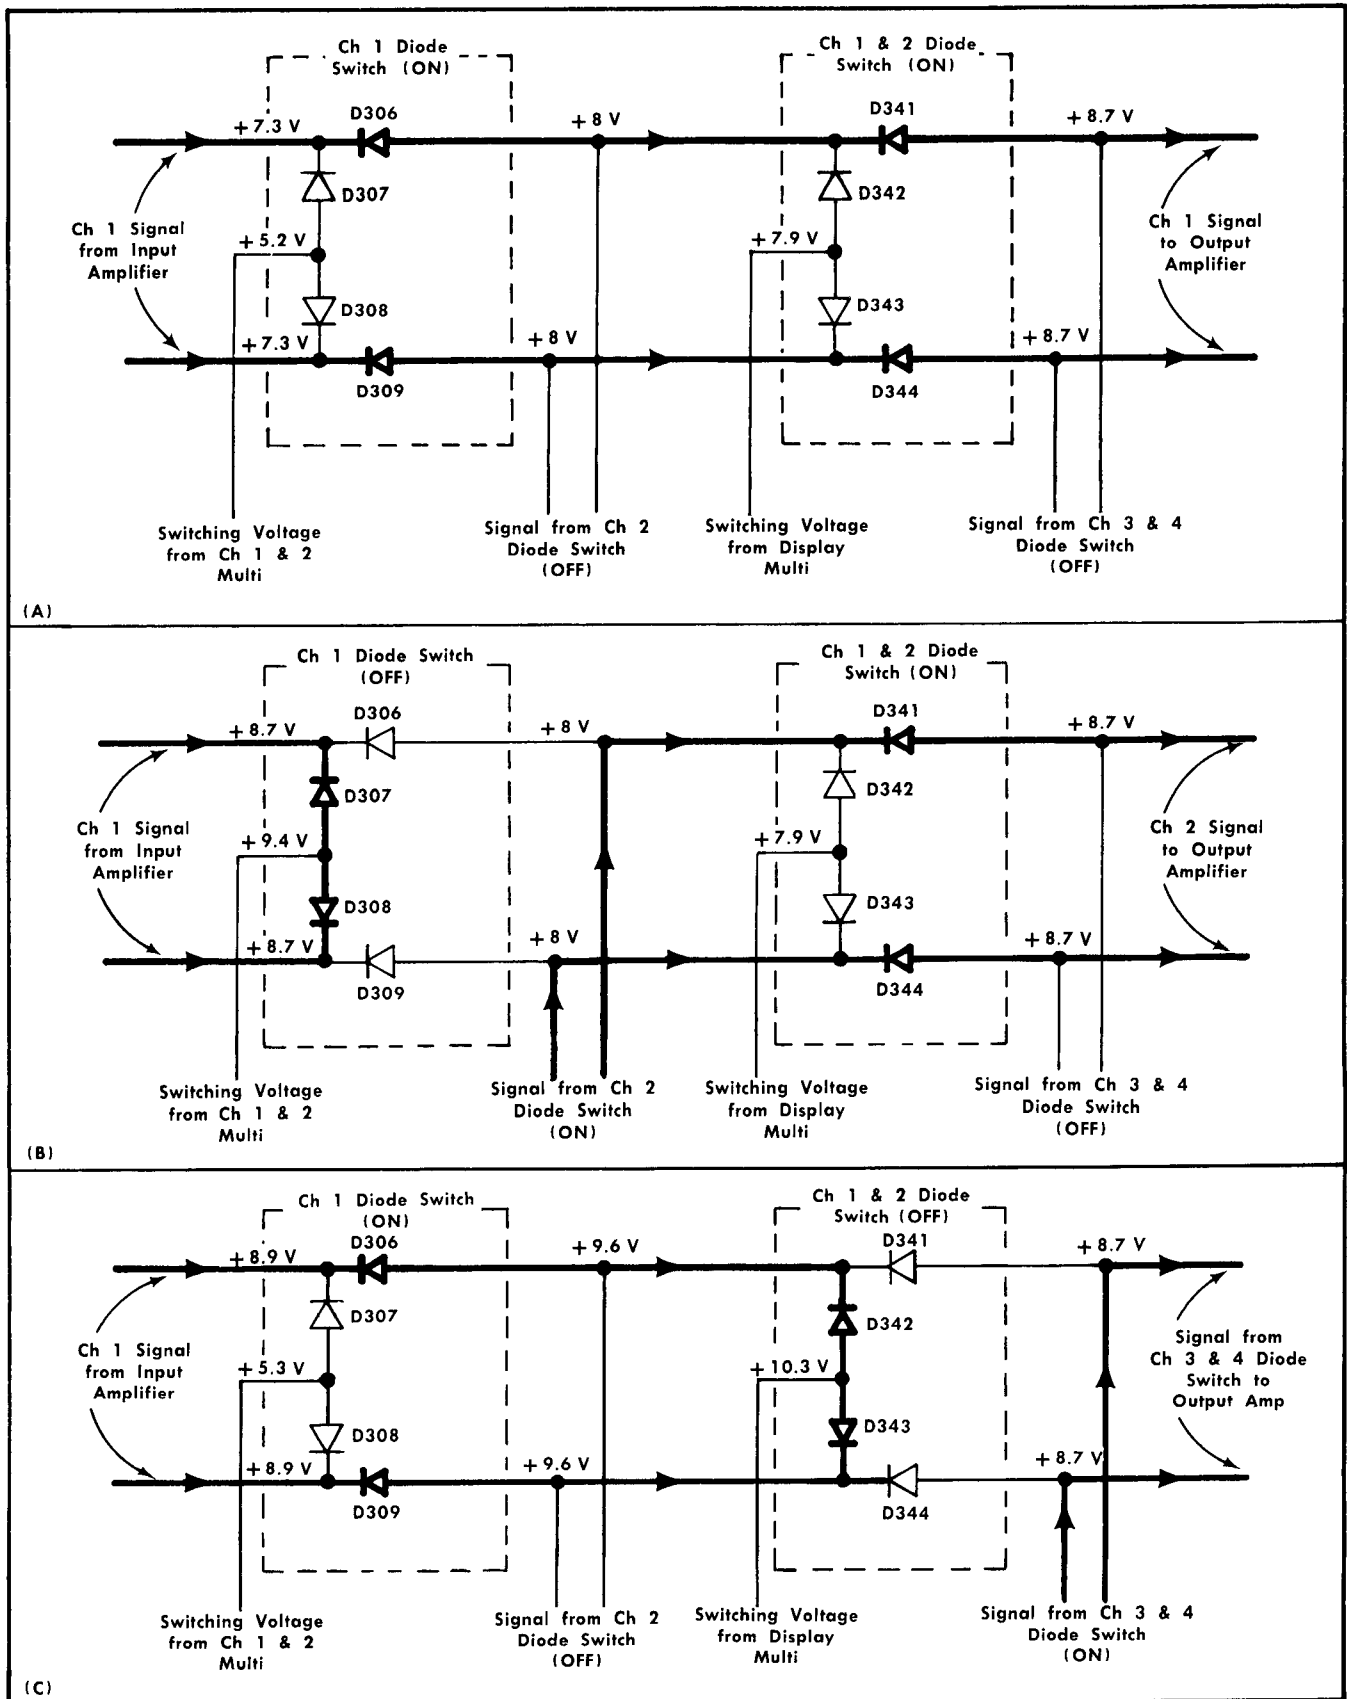 Ch 1 Diode
Switch (ON)
Ch 1 & 2 Diode
Switch (ON)
D306
+7.3 V
+8 V
D341
+8.7 V
D307
D342
Ch 1 Signal
from Input
Amplifier
+5.2 V
+7.9 V
Ch 1 Signal
to Output
Amplifier
D308
D343
+7.3 V
+8 V
+8.7 V
D309
D344
Switching Voltage
from Ch 1 & 2
Multi
Signal from Ch 2
Diode Switch
(OFF)
Switching Voltage
from Display
Multi
Signal from Ch 3 & 4
Diode Switch
(OFF)
(A)
Ch 1 Diode Switch
(OFF)
Ch 1 & 2 Diode
Switch (ON)
D306
+8.7 V
+8 V
D341
+8.7 V
D307
D342
Ch 1 Signal
from Input
Amplifier
+9.4 V
+7.9 V
Ch 2 Signal
to Output
Amplifier
D308
D343
+8.7 V
+8 V
+8.7 V
D309
D344
Switching Voltage
from Ch 1 & 2
Multi
Signal from Ch 2
Diode Switch
(ON)
Switching Voltage
from Display
Multi
Signal from Ch 3 & 4
Diode Switch
(OFF)
(B)
Ch 1 Diode Switch
(ON)
Ch 1 & 2 Diode
Switch (OFF)
D306
+8.9 V
+9.6 V
D341
+8.7 V
D307
D342
Ch 1 Signal
from Input
Amplifier
+5.3 V
+10.3 V
Signal from
Ch 3 & 4 Diode
Switch to
Output Amp
D308
D343
+8.9 V
+9.6 V
+8.7 V
D309
D344
Switching Voltage
from Ch 1 & 2
Multi
Signal from Ch 2
Diode Switch
(OFF)
Switching Voltage
from Display
Multi
Signal from Ch 3 & 4
Diode Switch
(ON)
(C)